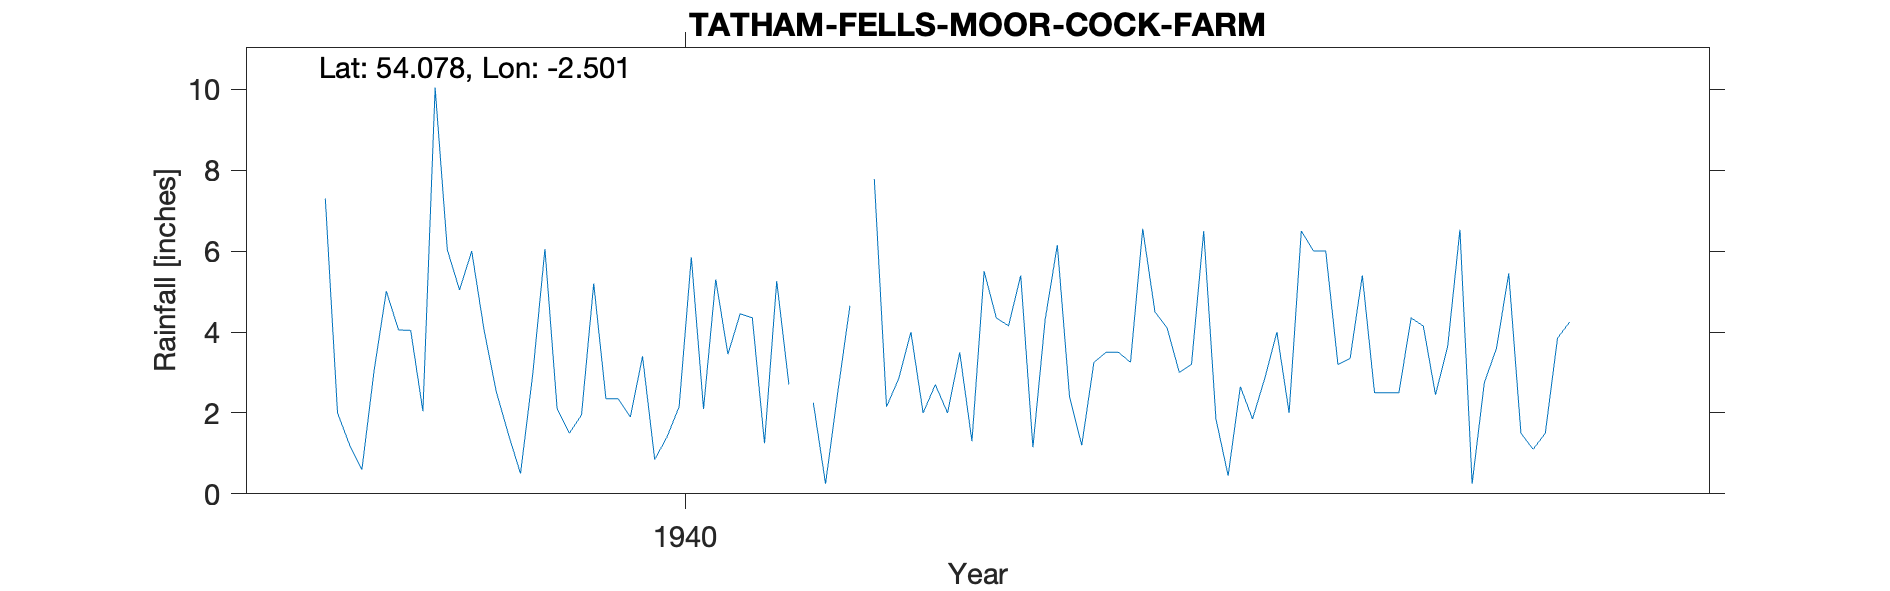 TATHAM-FELLS-MOOR-COCK-FARM
Lat: 54.078, Lon: -2.501
10
8
6
4
2
0
Rainfall [inches]
1940
Year